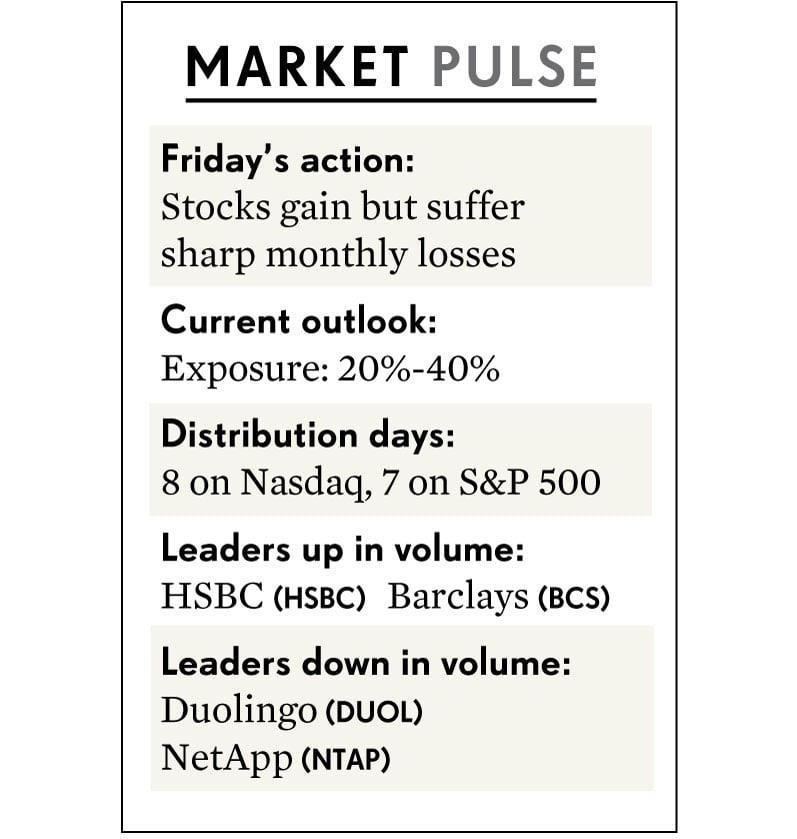 MARKET PULSE
Friday’s action:
Stocks gain but suffer
sharp monthly losses
Current outlook:
Exposure: 20%-40%
Distribution days:
8 on Nasdaq, 7 on S&P 500
Leaders up in volume:
HSBC (HSBC) Barclays (BCS)
Leaders down in volume:
Duolingo (DUOL)
NetApp (NTAP)